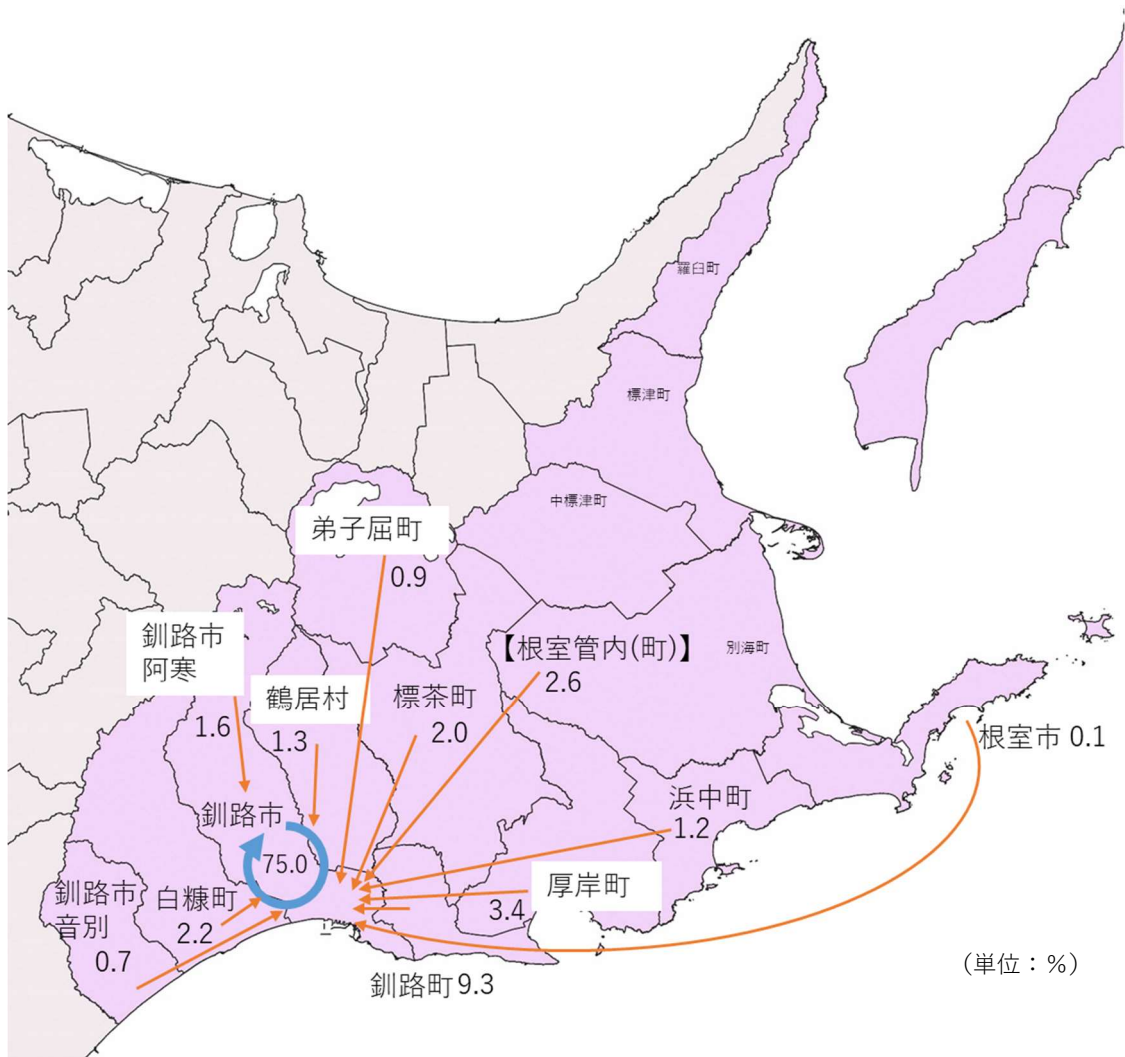 羅臼町
標津町
中標津町
弟子屈町
0.9
釧路市
阿寒
1.6
鶴居村
1.3
標茶町
2.0
【根室管内(町)】
2.6
別海町
根室市 0.1
浜中町
1.2
釧路市
75.0
厚岸町
3.4
釧路市
音別
0.7
白糠町
2.2
釧路町 9.3
（単位：％）